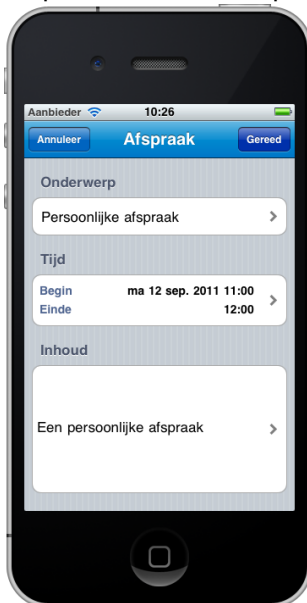 Aanbieder 10:26
Annuleer Afspraak Gereed
Onderwerp
Persoonlijke afspraak
Tijd
Begin ma 12 sep. 2011 11:00
Einde 12:00
Inhoud
Een persoonlijke afspraak